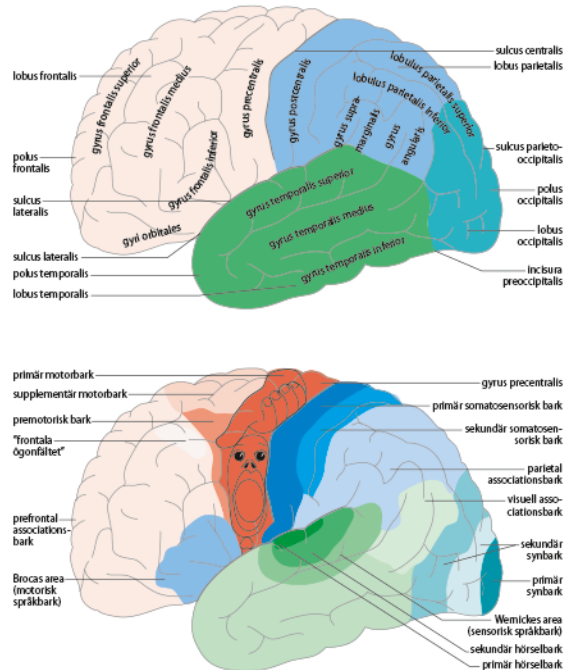 sulcus centralis
lobus parietalis
lobus frontalis
gyrus frontalis superior
gyrus frontalis medius
gyrus precentralis
gyrus postcentralis
lobulus parietalis superior
lobulus parietalis inferior
gyrus supra-
marginalis
gyrus
angularis
polus
frontalis
gyrus frontalis inferior
sulcus parieto-
occipitalis
gyrus temporalis superior
polus
occipitalis
sulcus
lateralis
gyrus temporalis medius
gyri orbitales
lobus
occipitalis
sulcus lateralis
gyrus temporalis inferior
polus temporalis
incisura
preoccipitalis
lobus temporalis
primär motorbark
gyrus precentralis
supplementär motorbark
primär somatosensorisk bark
premotorisk bark
sekundär somatosen-
sorisk bark
"frontala
ögonfältet"
parietal
associationsbark
visuell asso-
ciationsbark
prefrontal
associations-
bark
sekundär
synbark
Brocas area
(motorisk
språkbark)
primär
synbark
Wernickes area
(sensorisk språkbark)
sekundär hörselbark
primär hörselbark